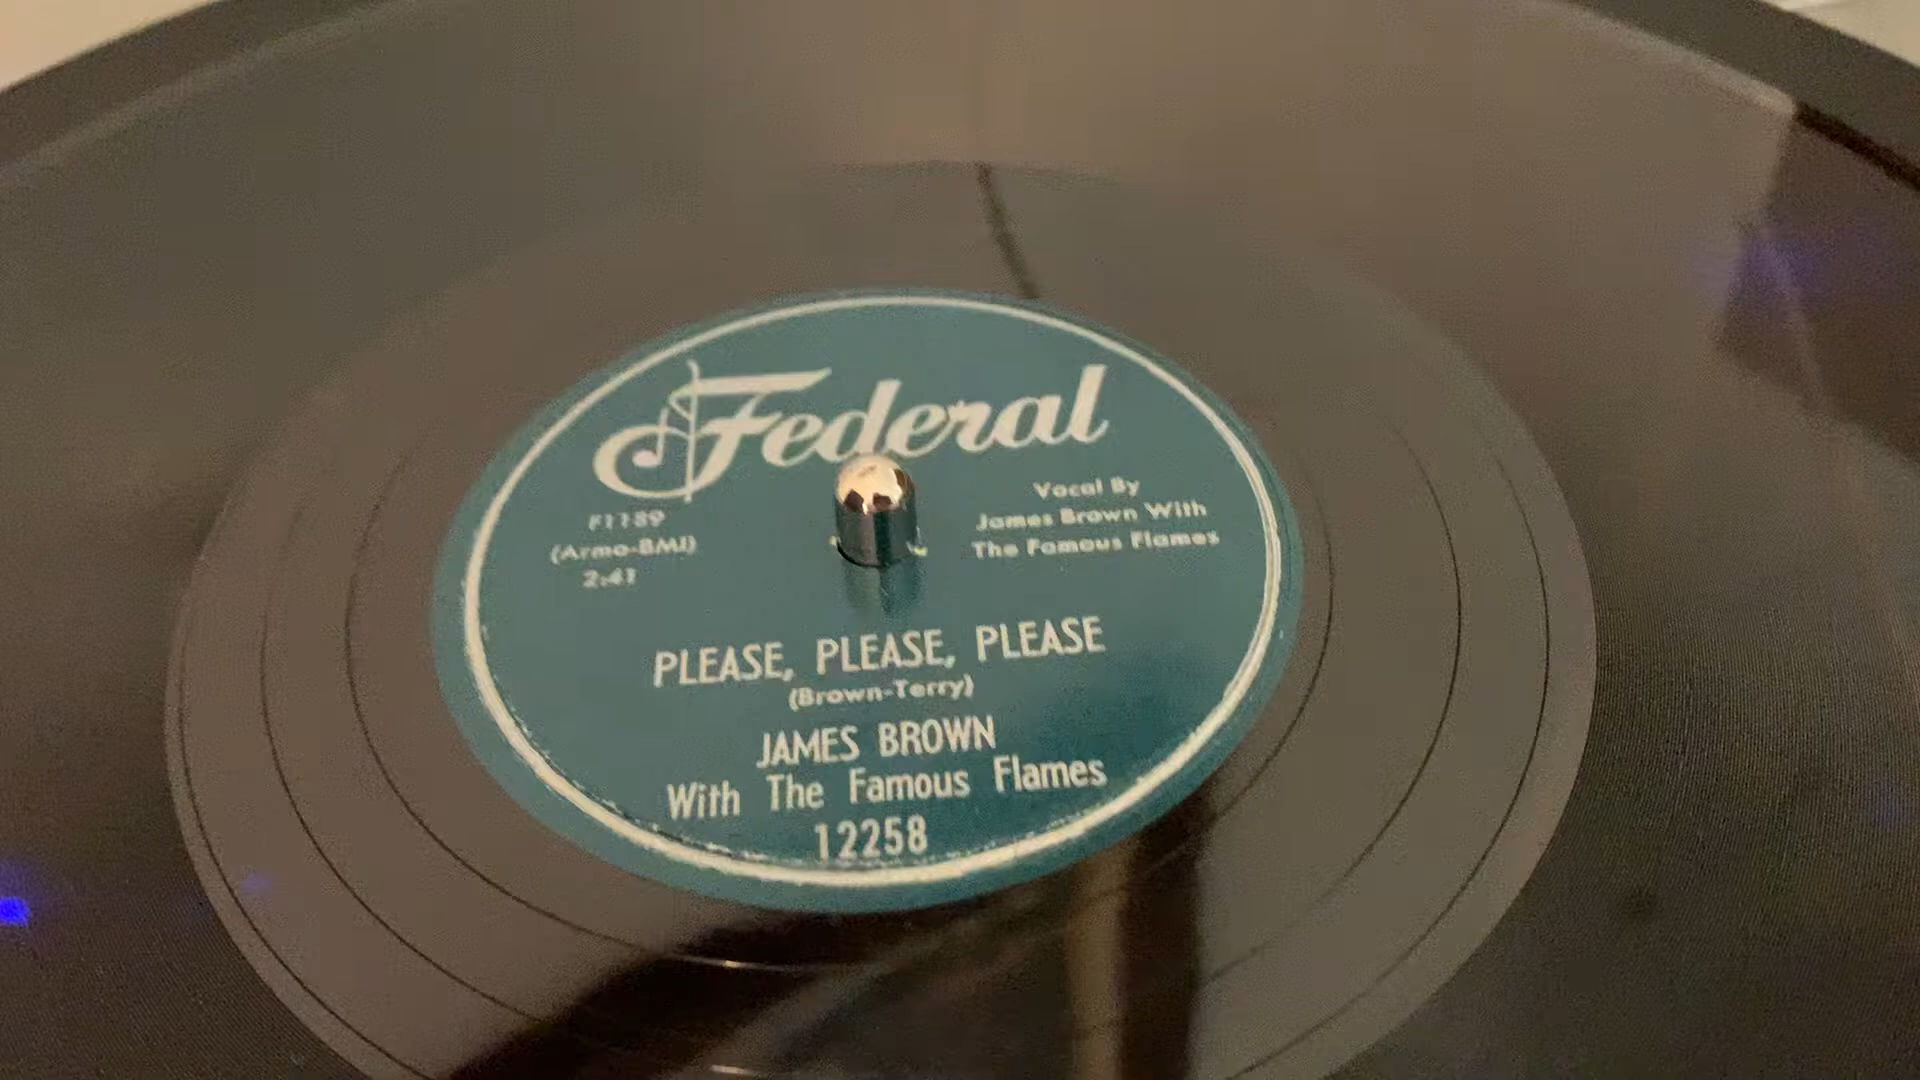 Federal
F1189
(Armo-BMI)
2:41
Vocal By
James Brown With
The Famous Flames
PLEASE, PLEASE, PLEASE
(Brown-Terry)
JAMES BROWN
With The Famous Flames
12258